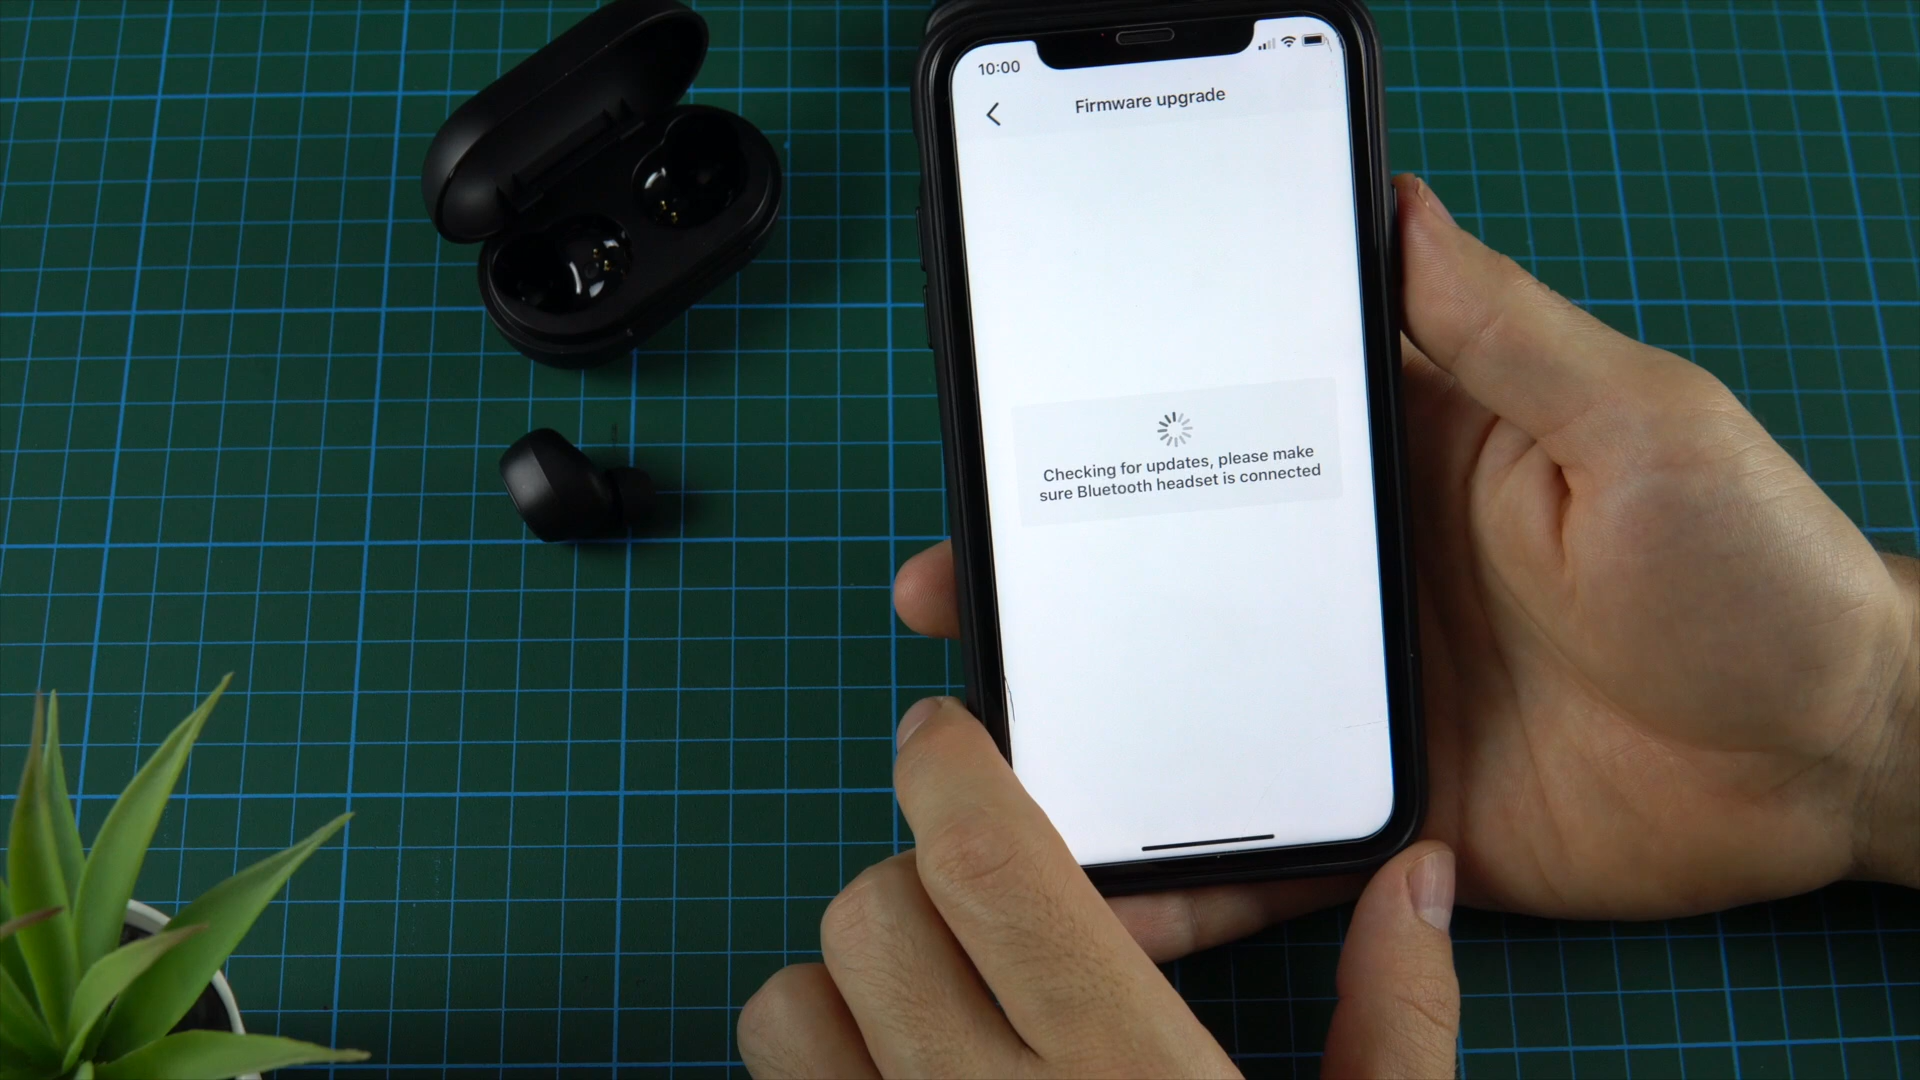 10:00
Firmware upgrade
Checking for updates, please make
sure Bluetooth headset is connected